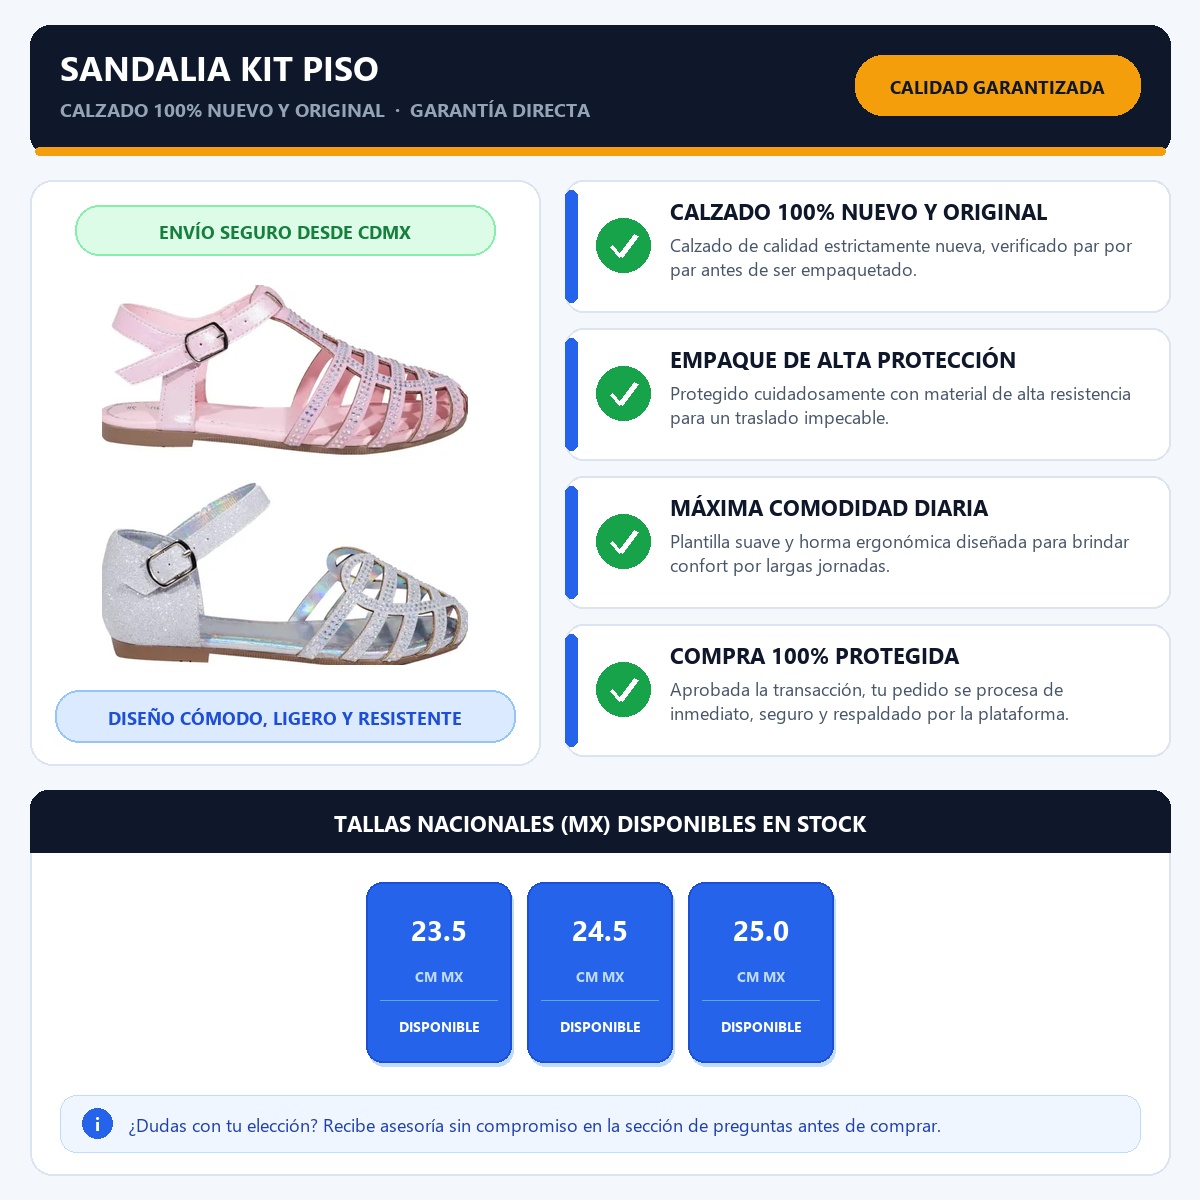 SANDALIA KIT PISO
CALZADO 100% NUEVO Y ORIGINAL · GARANTÍA DIRECTA
CALIDAD GARANTIZADA
ENVÍO SEGURO DESDE CDMX
DISEÑO CÓMODO, LIGERO Y RESISTENTE
CALZADO 100% NUEVO Y ORIGINAL
Calzado de calidad estrictamente nueva, verificado par por
par antes de ser empaquetado.
EMPAQUE DE ALTA PROTECCIÓN
Protegido cuidadosamente con material de alta resistencia
para un traslado impecable.
MÁXIMA COMODIDAD DIARIA
Plantilla suave y horma ergonómica diseñada para brindar
confort por largas jornadas.
COMPRA 100% PROTEGIDA
Aprobada la transacción, tu pedido se procesa de
inmediato, seguro y respaldado por la plataforma.
TALLAS NACIONALES (MX) DISPONIBLES EN STOCK
23.5
CM MX
DISPONIBLE
24.5
CM MX
DISPONIBLE
25.0
CM MX
DISPONIBLE
¿Dudas con tu elección? Recibe asesoría sin compromiso en la sección de preguntas antes de comprar.